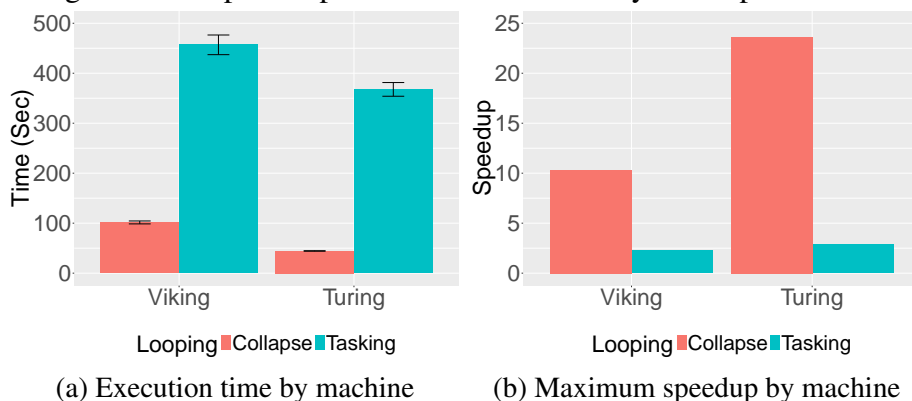 500
400
300
200
100
0
Time (Sec)
Viking Turing
Looping Collapse Tasking
(a) Execution time by machine
25
20
15
10
5
0
Speedup
Viking Turing
Looping Collapse Tasking
(b) Maximum speedup by machine